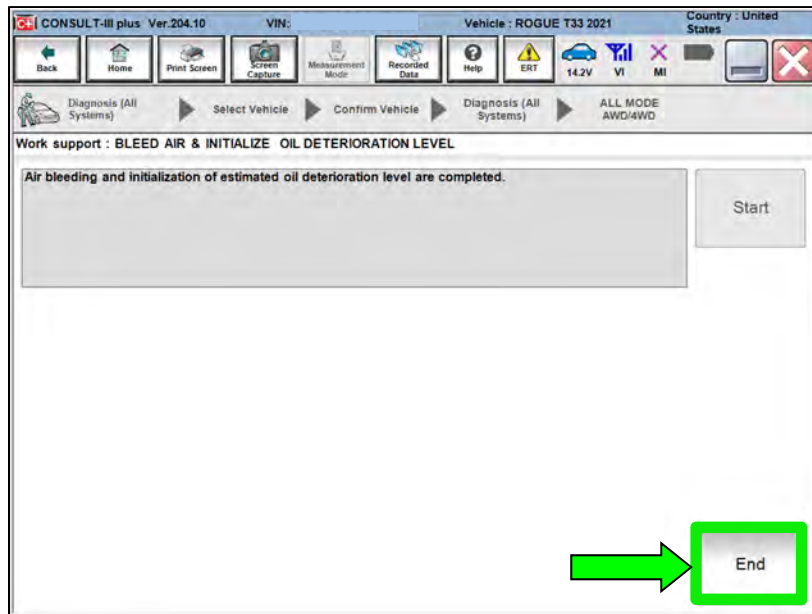 C+ CONSULT-III plus Ver.204.10 VIN: Vehicle : ROGUE T33 2021 Country : United States
Back Home Print Screen Screen Capture Measurement Mode Recorded Data Help ERT 14.2V VI MI
Diagnosis (All Systems) Select Vehicle Confirm Vehicle Diagnosis (All Systems) ALL MODE AWD/4WD
Work support : BLEED AIR & INITIALIZE OIL DETERIORATION LEVEL
Air bleeding and initialization of estimated oil deterioration level are completed.
Start
End